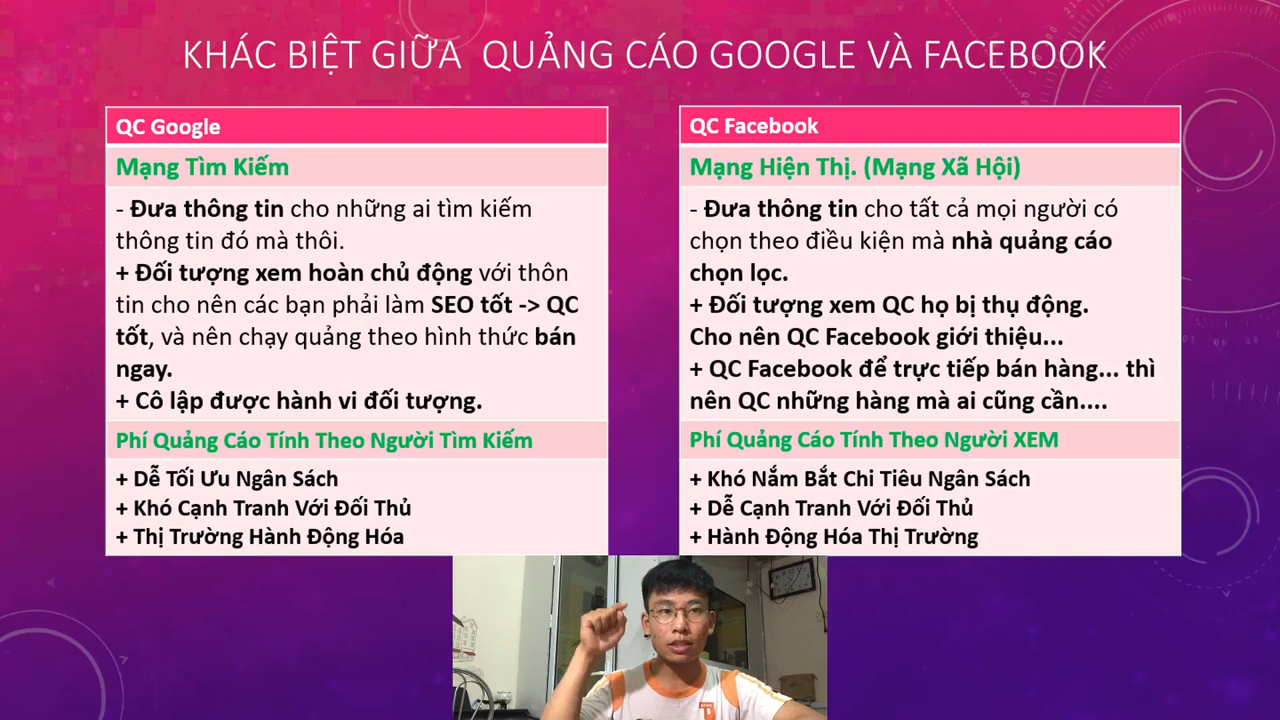 KHÁC BIỆT GIỮA QUẢNG CÁO GOOGLE VÀ FACEBOOK
QC Google
Mạng Tìm Kiếm
- Đưa thông tin cho những ai tìm kiếm
thông tin đó mà thôi.
+ Đối tượng xem hoàn chủ động với thôn
tin cho nên các bạn phải làm SEO tốt -> QC
tốt, và nên chạy quảng theo hình thức bán
ngay.
+ Cô lập được hành vi đối tượng.
Phí Quảng Cáo Tính Theo Người Tìm Kiếm
+ Dễ Tối Ưu Ngân Sách
+ Khó Cạnh Tranh Với Đối Thủ
+ Thị Trường Hành Động Hóa
QC Facebook
Mạng Hiện Thị. (Mạng Xã Hội)
- Đưa thông tin cho tất cả mọi người có
chọn theo điều kiện mà nhà quảng cáo
chọn lọc.
+ Đối tượng xem QC họ bị thụ động.
Cho nên QC Facebook giới thiệu...
+ QC Facebook để trực tiếp bán hàng... thì
nên QC những hàng mà ai cũng cần....
Phí Quảng Cáo Tính Theo Người XEM
+ Khó Nắm Bắt Chi Tiêu Ngân Sách
+ Dễ Cạnh Tranh Với Đối Thủ
+ Hành Động Hóa Thị Trường